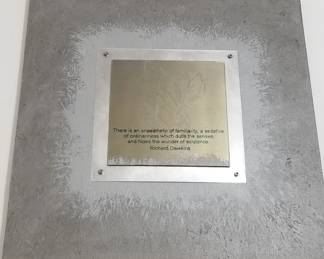 There is an anaesthetic of familiarity, a sedative
of ordinariness which dulls the senses
and hides the wonder of existence.
Richard Dawkins